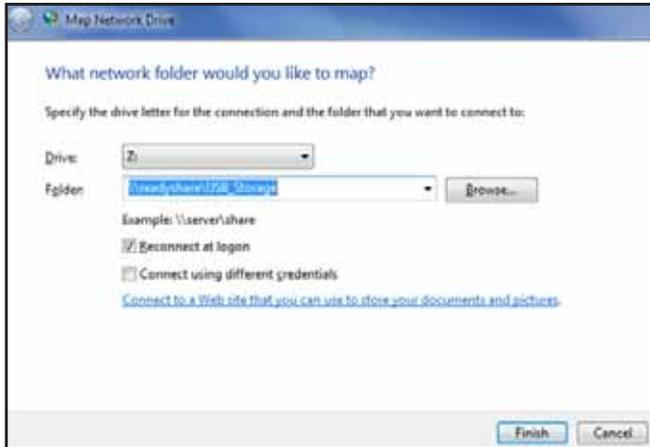 Map Network Drive
What network folder would you like to map?
Specify the drive letter for the connection and the folder that you want to connect to:
Drive: Z:
Folder: \\readyshare\USB_Storage Browse...
Example: \\server\share
Reconnect at logon
Connect using different credentials
Connect to a Web site that you can use to store your documents and pictures.
Finish Cancel